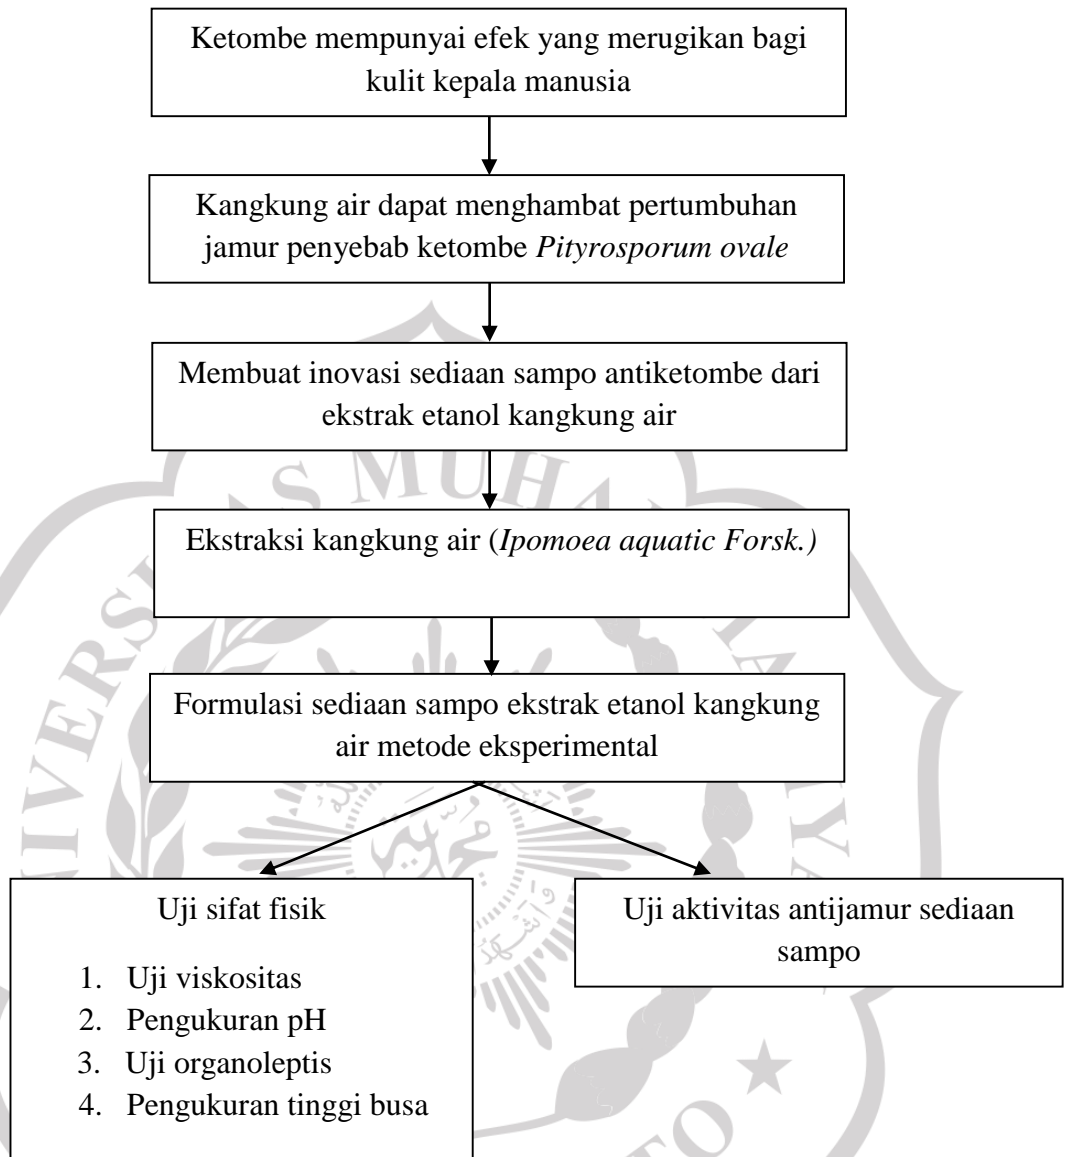 Ketombe mempunyai efek yang merugikan bagi
kulit kepala manusia
Kangkung air dapat menghambat pertumbuhan
jamur penyebab ketombe Pityrosporum ovale
Membuat inovasi sediaan sampo antiketombe dari
ekstrak etanol kangkung air
Ekstraksi kangkung air (Ipomoea aquatic Forsk.)
Formulasi sediaan sampo ekstrak etanol kangkung
air metode eksperimental
Uji sifat fisik
1. Uji viskositas
2. Pengukuran pH
3. Uji organoleptis
4. Pengukuran tinggi busa
Uji aktivitas antijamur sediaan
sampo